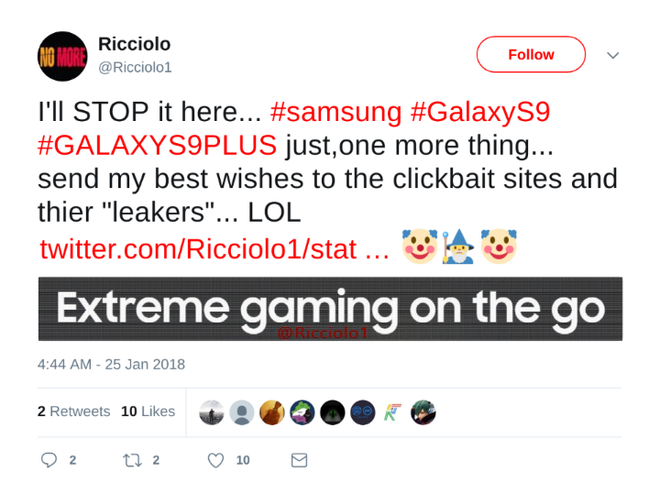 NO MORE
Ricciolo
@Ricciolo1
Follow
I'll STOP it here... #samsung #GalaxyS9
#GALAXYS9PLUS just,one more thing...
send my best wishes to the clickbait sites and
thier "leakers"... LOL
twitter.com/Ricciolo1/stat ...
Extreme gaming on the go
@Ricciolo1
4:44 AM - 25 Jan 2018
2 Retweets 10 Likes
2 2 10